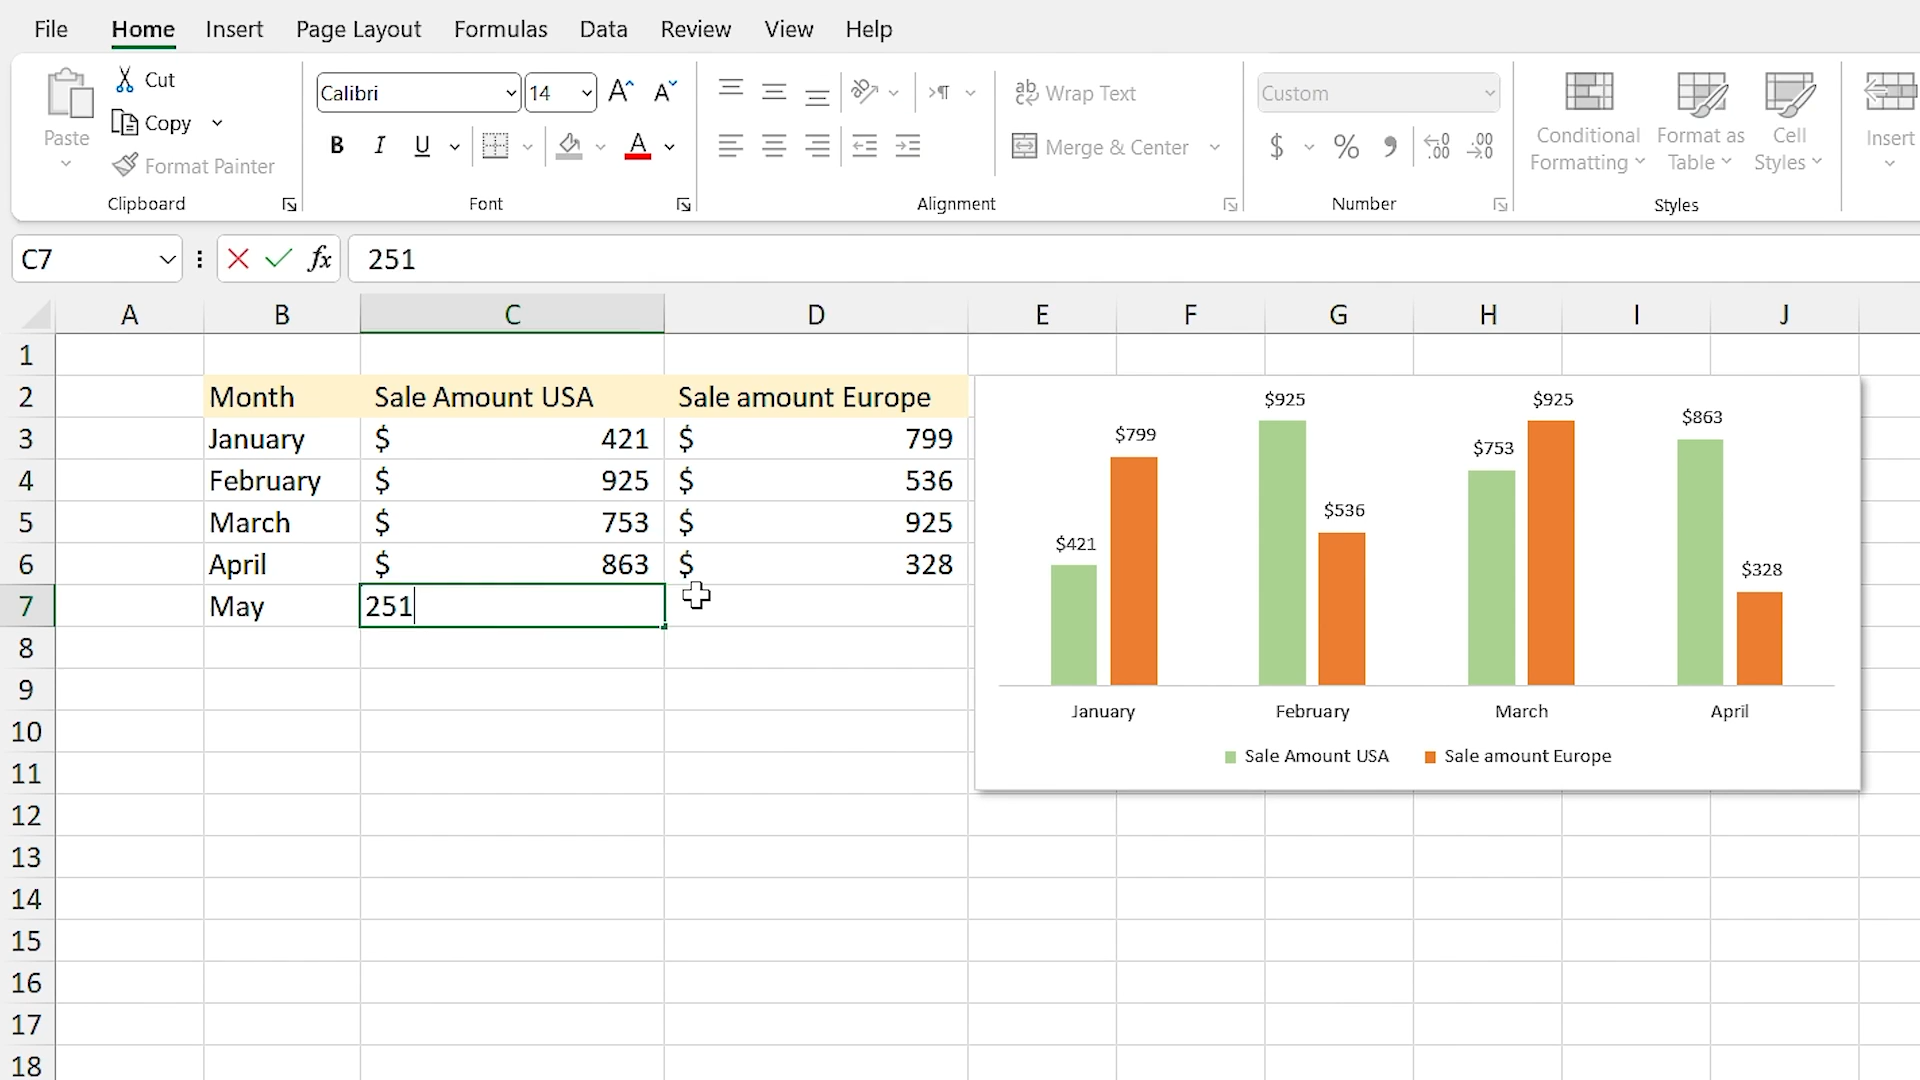 File Home Insert Page Layout Formulas Data Review View Help
Paste Cut Copy Format Painter
Clipboard
Calibri 14 A A
B I U A
Font
ab Wrap Text
Merge & Center
Alignment
Custom
$ % , .00 .00
Number
Conditional Formatting Format as Table Cell Styles
Styles
Insert
C7 fx 251
A B C D E F G H I J
1
2 Month Sale Amount USA Sale amount Europe
3 January $ 421 $ 799
4 February $ 925 $ 536
5 March $ 753 $ 925
6 April $ 863 $ 328
7 May 251
8
9
10
11
12
13
14
15
16
17
18
$421 $799 $925 $536 $753 $925 $863 $328
January February March April
Sale Amount USA Sale amount Europe